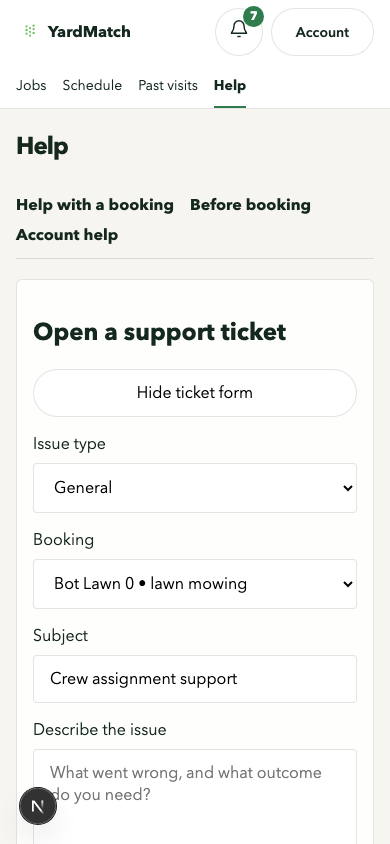 YardMatch
7
Account
Jobs Schedule Past visits Help
Help
Help with a booking Before booking
Account help
Open a support ticket
Hide ticket form
Issue type
General
Booking
Bot Lawn 0 • lawn mowing
Subject
Crew assignment support
Describe the issue
What went wrong, and what outcome
do you need?
N